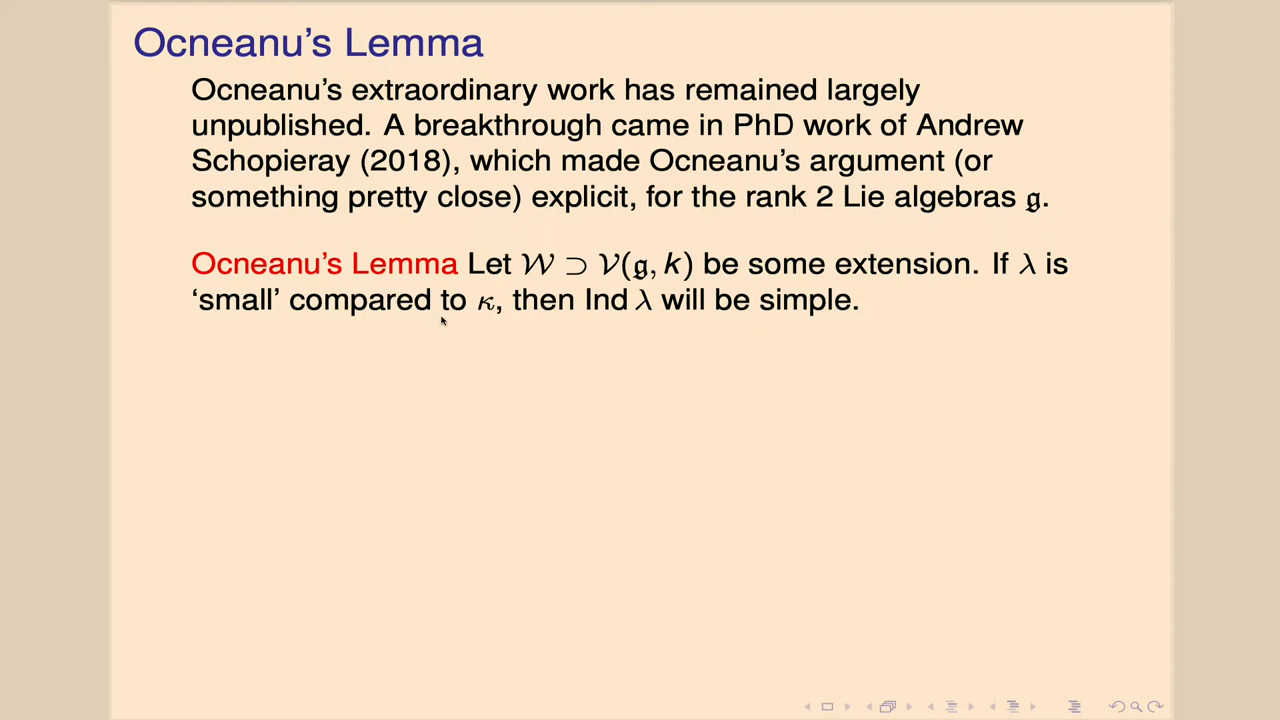 Ocneanu's Lemma
Ocneanu's extraordinary work has remained largely
unpublished. A breakthrough came in PhD work of Andrew
Schopieray (2018), which made Ocneanu's argument (or
something pretty close) explicit, for the rank 2 Lie algebras 𝔤.
Ocneanu's Lemma Let 𝒲 ⊃ 𝒱(𝔤, k) be some extension. If λ is
‘small’ compared to κ, then Ind λ will be simple.